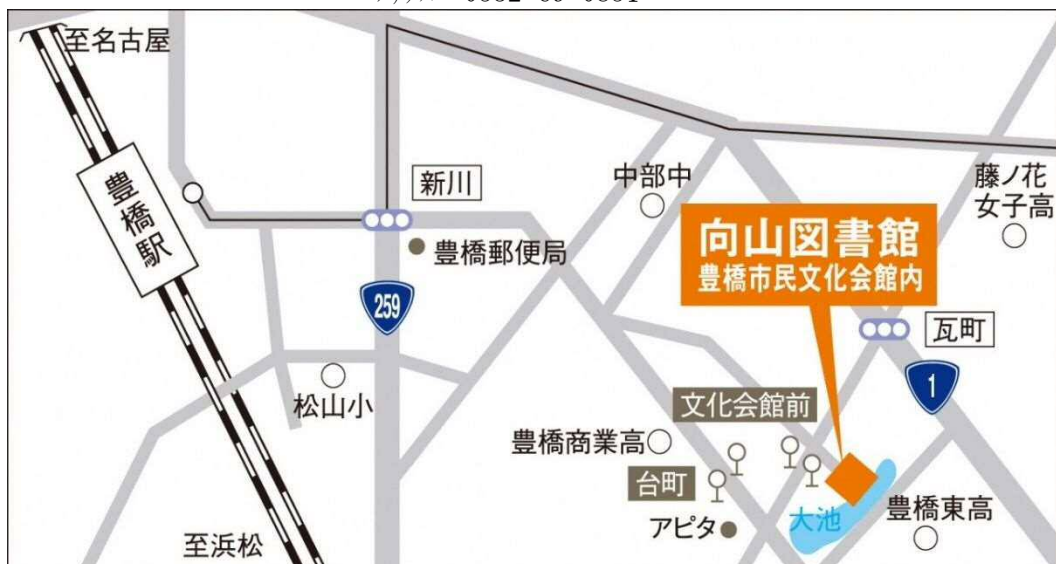 至名古屋
豊橋駅
新川
豊橋郵便局
259
中部中
藤ノ花
女子高
向山図書館
豊橋市民文化会館内
瓦町
1
松山小
文化会館前
豊橋商業高
台町
アピタ
大池
豊橋東高
至浜松